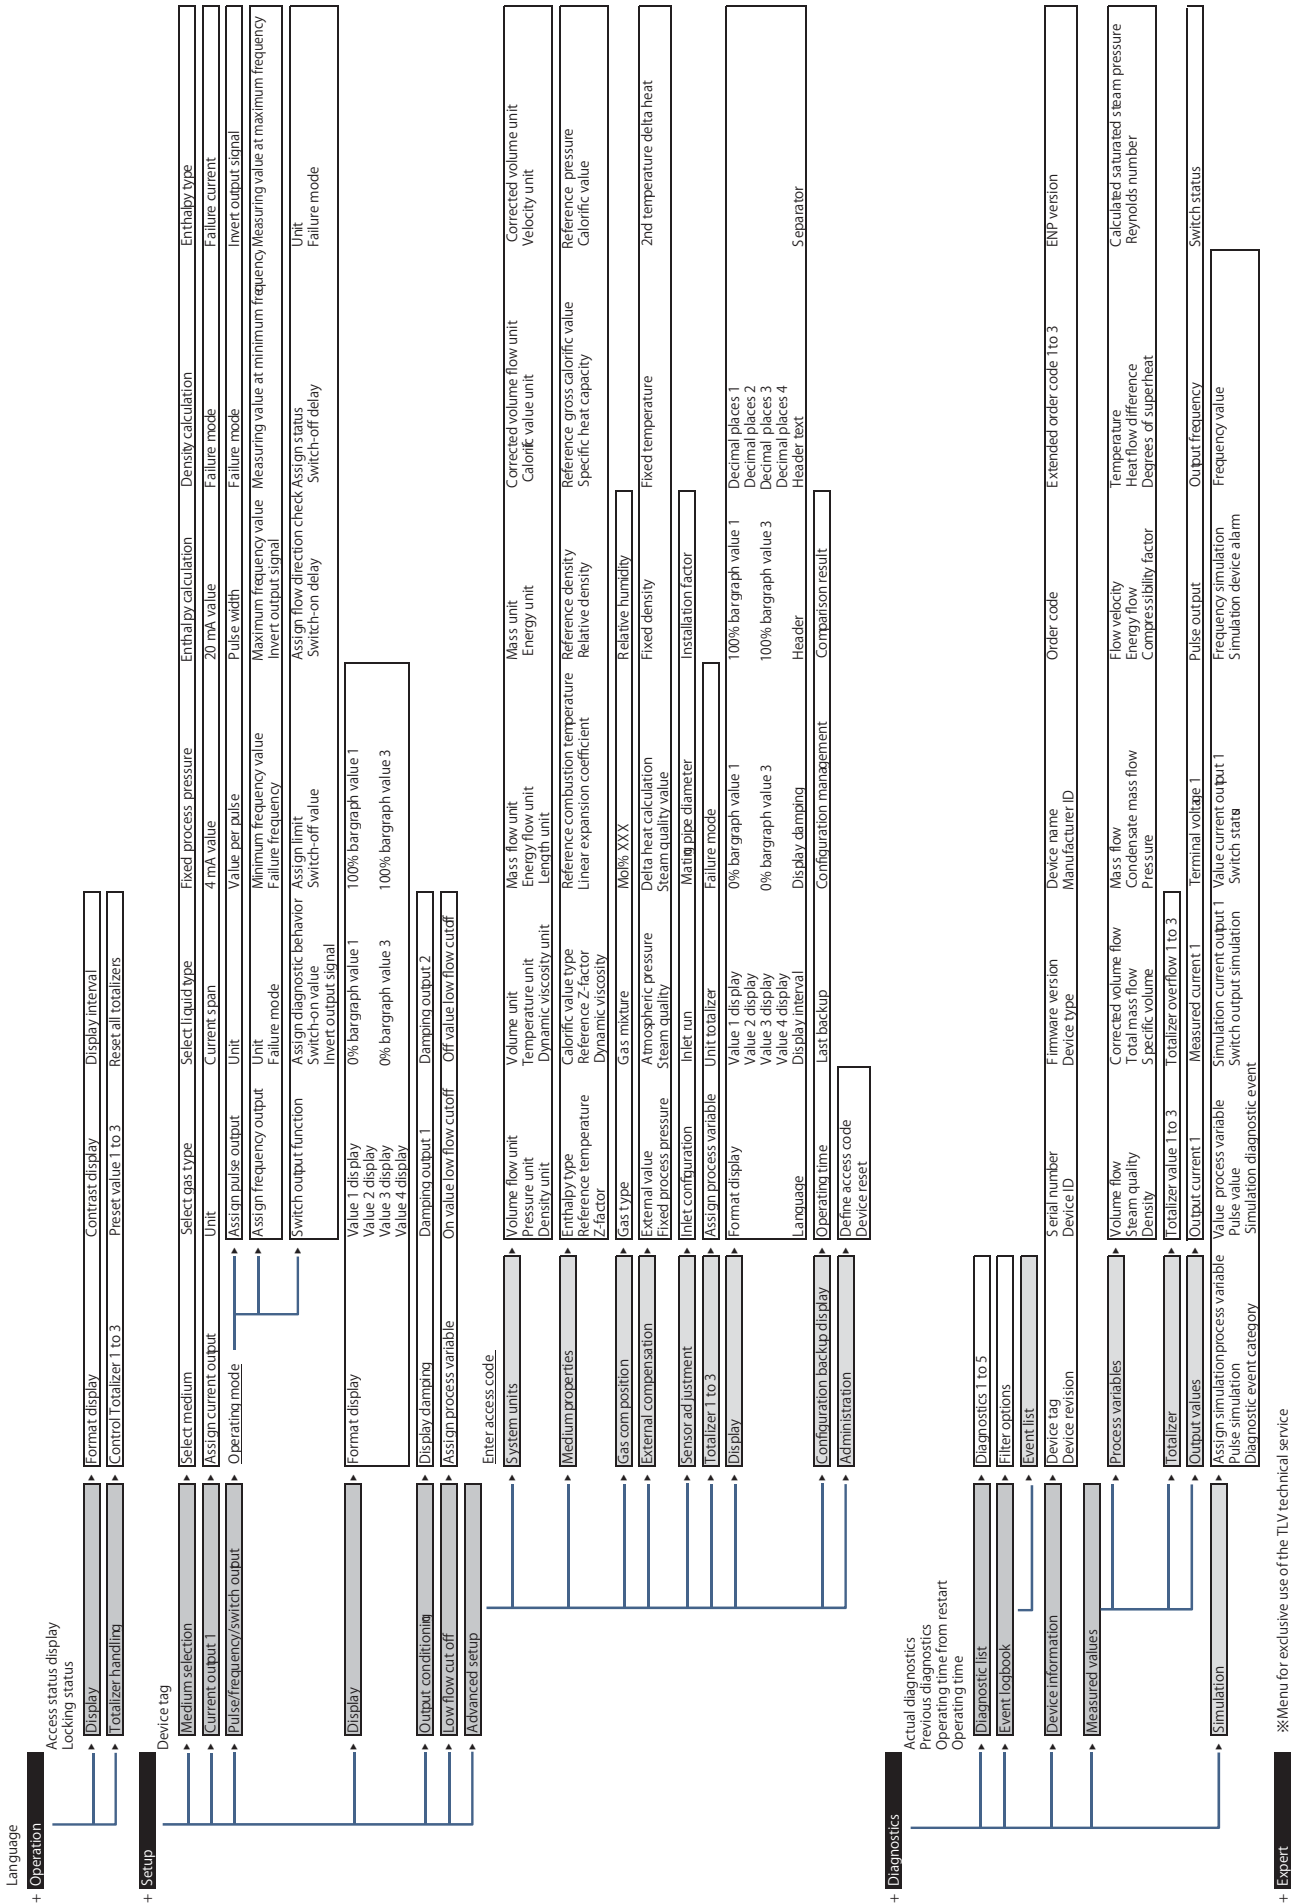 Language
+ Operation
Access status display
Locking status
Display
Format display Contrast display Display interval
Totalizer handling
Control Totalizer 1 to 3 Preset value 1 to 3 Reset all totalizers
+ Setup
Device tag
Medium selection
Select medium Select gas type Select liquid type Fixed process pressure Enthalpy calculation Density calculation Enthalpy type
Current output 1
Assign current output Unit Current span 4 mA value 20 mA value Failure mode Failure current
Pulse/frequency/switch ouput
Operating mode
Assign pulse output Unit Value per pulse Pulse width Failure mode Invert output signal
Assign frequency output Unit Minimum frequency value Maximum frequency value Measuring value at minimum frequency Measuring value at maximum frequency
Failure mode Failure frequency Invert output signal
Switch output function Assign diagnostic behavior Assign limit Assign flow direction check Assign status Unit
Switch-on value Switch-off value Switch-on delay Switch-off delay Failure mode
Invert output signal
Display
Format display Value 1 display 0% bargraph value 1 100% bargraph value 1
Value 2 display
Value 3 display 0% bargraph value 3 100% bargraph value 3
Value 4 display
Output conditioning
Display damping Damping output 1 Damping output 2
Low flow cut off
Assign process variable On value low flow cutoff Off value low flow cutoff
Advanced setup
Enter access code
System units
Volume flow unit Volume unit Mass flow unit Mass unit Corrected volume flow unit Corrected volume unit
Pressure unit Temperature unit Energy flow unit Energy unit Calorific value unit Velocity unit
Density unit Dynamic viscosity unit Length unit
Medium properties
Enthalpy type Calorific value type Reference combustion temperature Reference density Reference gross calorific value Reference pressure
Reference temperature Reference Z-factor Linear expansion coefficient Relative density Specific heat capacity Calorific value
Z-factor Dynamic viscosity
Gas composition
Gas type Gas mixture Mol% XXX Relative humidity
External compensation
External value Atmospheric pressure Delta heat calculation Fixed density Fixed temperature 2nd temperature delta heat
Fixed process pressure Steam quality Steam quality value
Sensor adjustment
Inlet configuration Inlet run Mating pipe diameter Installation factor
Totalizer 1 to 3
Assign process variable Unit totalizer Failure mode
Display
Format display Value 1 display 0% bargraph value 1 100% bargraph value 1 Decimal places 1
Value 2 display Decimal places 2
Value 3 display 0% bargraph value 3 100% bargraph value 3 Decimal places 3
Value 4 display Decimal places 4
Language Display interval Display damping Header Header text Separator
Configuration backup display
Operating time Last backup Configuration management Comparison result
Administration
Define access code
Device reset
+ Diagnostics
Actual diagnostics
Previous diagnostics
Operating time from restart
Operating time
Diagnostic list
Diagnostics 1 to 5
Event logbook
Filter options
Event list
Device information
Device tag Serial number Firmware version Device name Order code Extended order code 1 to 3 ENP version
Device revision Device ID Device type Manufacturer ID
Measured values
Process variables
Volume flow Corrected volume flow Mass flow Flow velocity Temperature Calculated saturated steam pressure
Steam quality Total mass flow Condensate mass flow Energy flow Heat flow difference Reynolds number
Density Specific volume Pressure Compressibility factor Degrees of superheat
Totalizer
Totalizer value 1 to 3 Totalizer overflow 1 to 3
Output values
Output current 1 Measured current 1 Terminal voltage 1 Pulse output Output frequency Switch status
Simulation
Assign simulation process variable Value process variable Simulation current output 1 Value current output 1 Frequency simulation Frequency value
Pulse simulation Pulse value Switch output simulation Switch status Simulation device alarm
Diagnostic event category Simulation diagnostic event
+ Expert
※Menu for exclusive use of the TLV technical service